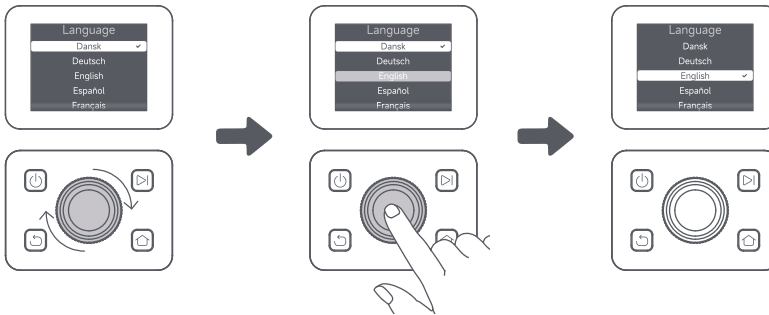 Language
Dansk
Deutsch
English
Español
Français
Language
Dansk
Deutsch
English
Español
Français
Language
Dansk
Deutsch
English
Español
Français